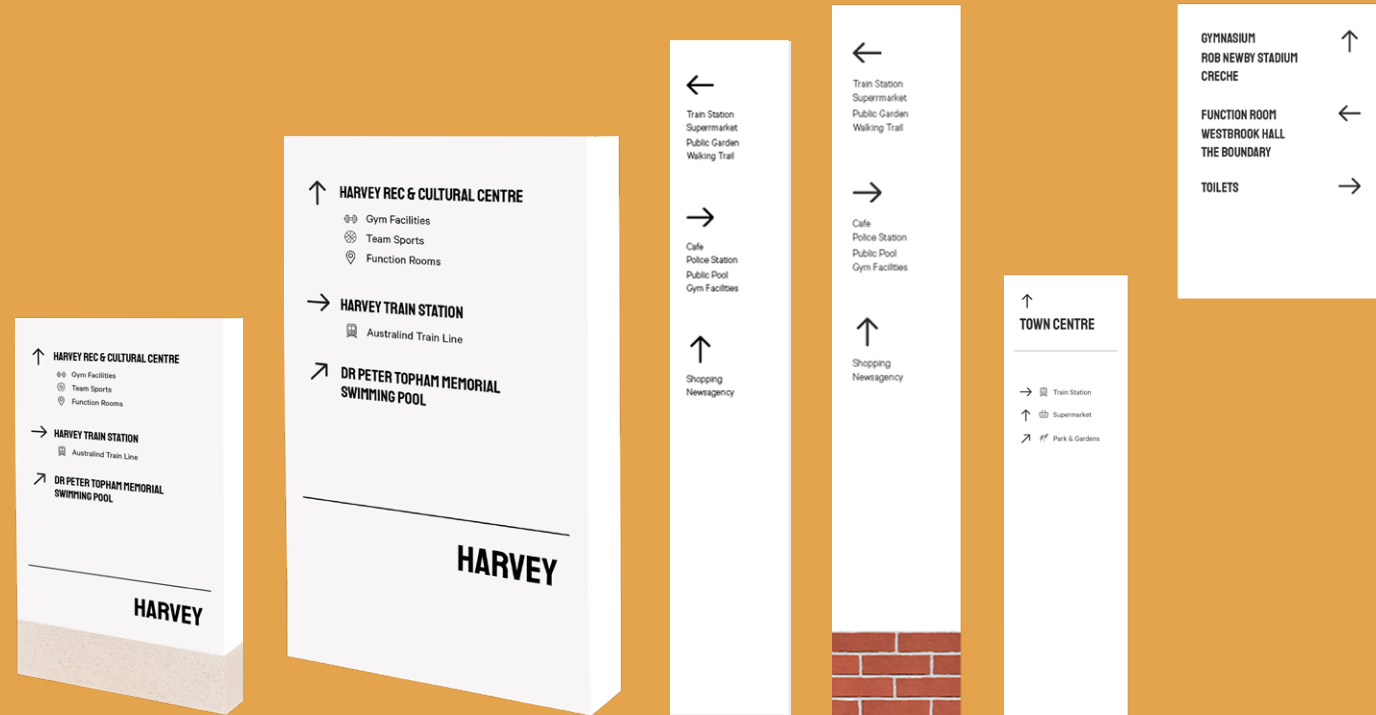 HARVEY REC & CULTURAL CENTRE
Gym Facilities
Team Sports
Function Rooms
HARVEY TRAIN STATION
Australind Train Line
DR PETER TOPHAM MEMORIAL
SWIMMING POOL
HARVEY
HARVEY REC & CULTURAL CENTRE
Gym Facilities
Team Sports
Function Rooms
HARVEY TRAIN STATION
Australind Train Line
DR PETER TOPHAM MEMORIAL
SWIMMING POOL
HARVEY
Train Station
Superrmarket
Public Garden
Walking Trail
Cafe
Police Station
Public Pool
Gym Facilities
Shopping
Newsagency
Train Station
Superrmarket
Public Garden
Walking Trail
Cafe
Police Station
Public Pool
Gym Facilities
Shopping
Newsagency
TOWN CENTRE
Train Station
Supermarket
Park & Gardens
GYMNASIUM
ROB NEWBY STADIUM
CRECHE
FUNCTION ROOM
WESTBROOK HALL
THE BOUNDARY
TOILETS